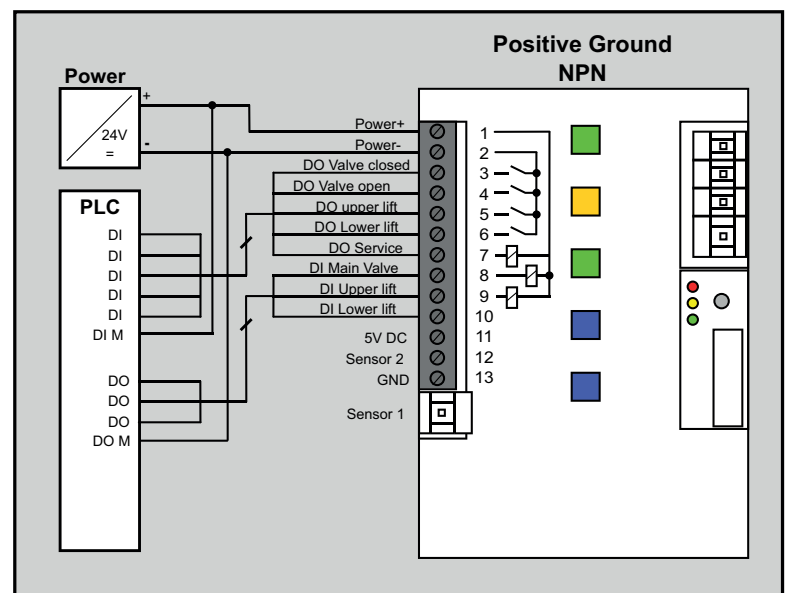 Positive Ground
NPN
Power
+
24V
=
-
PLC
DI
DI
DI
DI
DI
DI M
DO
DO
DO
DO M
Power+
Power-
DO Valve closed
DO Valve open
DO upper lift
DO Lower lift
DO Service
DI Main Valve
DI Upper lift
DI Lower lift
5V DC
Sensor 2
GND
Sensor 1
1
2
3
4
5
6
7
8
9
10
11
12
13